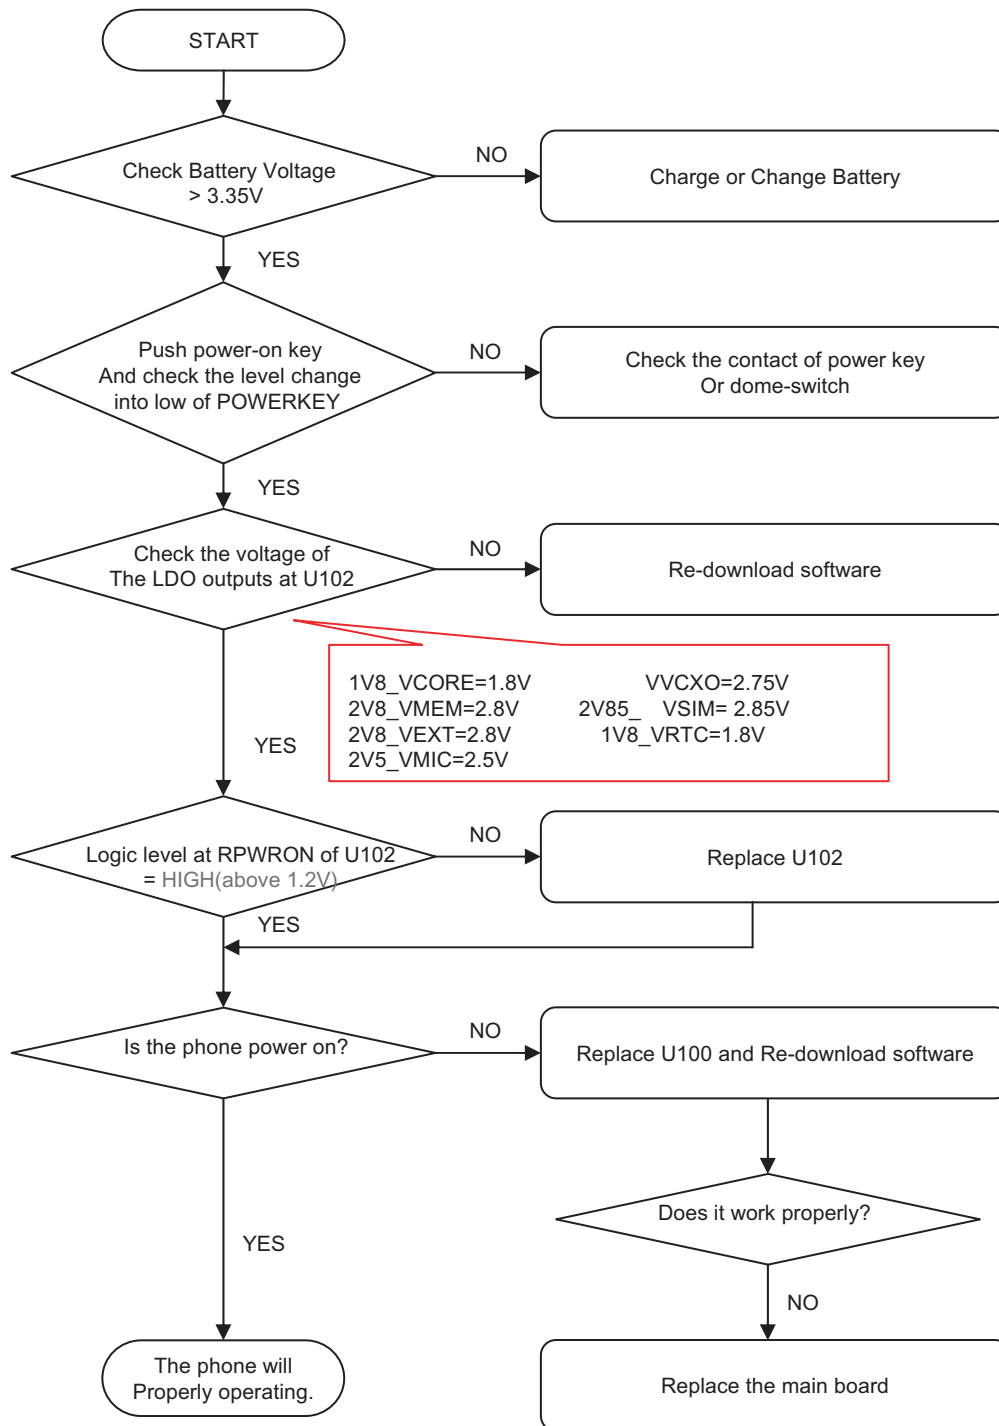 START
Check Battery Voltage
> 3.35V
NO
Charge or Change Battery
YES
Push power-on key
And check the level change
into low of POWERKEY
NO
Check the contact of power key
Or dome-switch
YES
Check the voltage of
The LDO outputs at U102
NO
Re-download software
1V8_VCORE=1.8V VVCXO=2.75V
2V8_VMEM=2.8V 2V85_ VSIM= 2.85V
2V8_VEXT=2.8V 1V8_VRTC=1.8V
2V5_VMIC=2.5V
YES
Logic level at RPWRON of U102
= HIGH(above 1.2V)
NO
Replace U102
YES
Is the phone power on?
NO
Replace U100 and Re-download software
Does it work properly?
YES
NO
The phone will
Properly operating.
Replace the main board